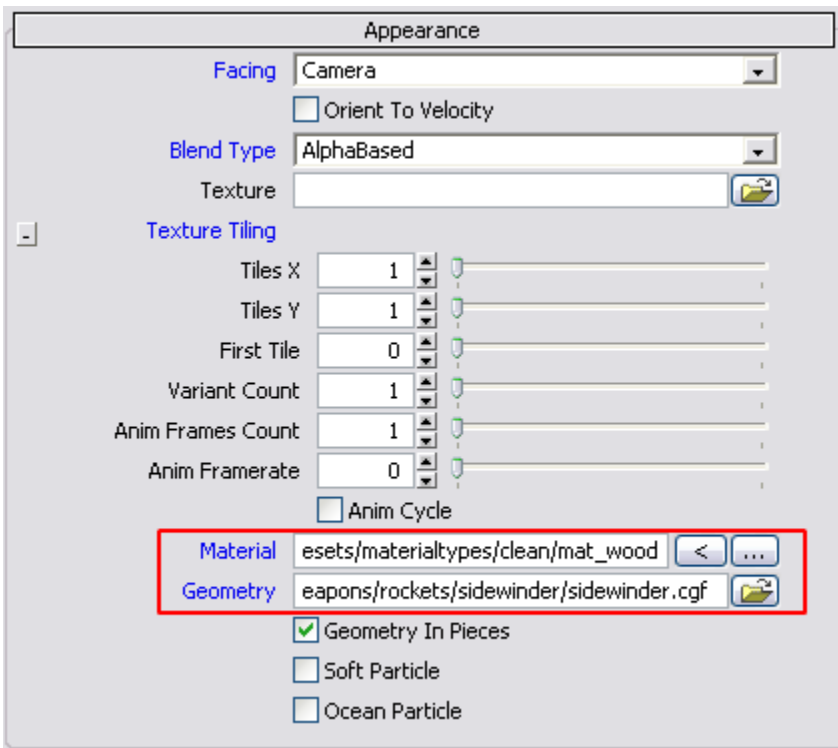 Appearance
Facing Camera
Orient To Velocity
Blend Type AlphaBased
Texture
- Texture Tiling
Tiles X 1
Tiles Y 1
First Tile 0
Variant Count 1
Anim Frames Count 1
Anim Framerate 0
Anim Cycle
Material esets/materialtypes/clean/mat_wood < ...
Geometry eapons/rockets/sidewinder/sidewinder.cgf
Geometry In Pieces
Soft Particle
Ocean Particle